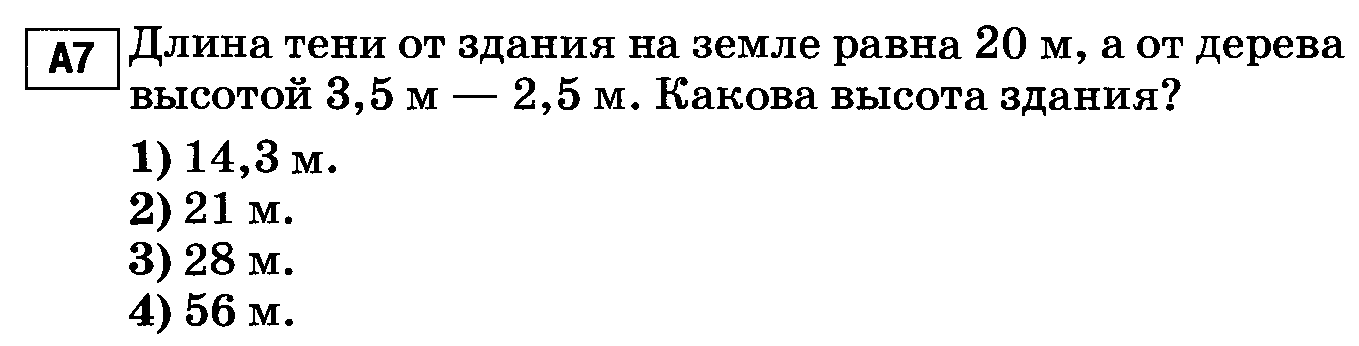 А7 Длина тени от здания на земле равна 20 м, а от дерева
высотой 3,5 м — 2,5 м. Какова высота здания?
1) 14,3 м.
2) 21 м.
3) 28 м.
4) 56 м.